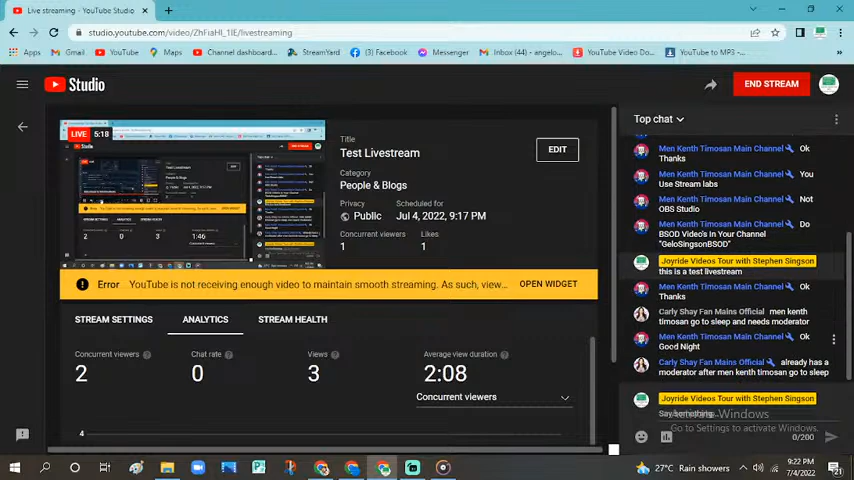 Live streaming - YouTube Studio
studio.youtube.com/video/ZhFiaHI_1IE/livestreaming
Apps
Gmail
YouTube
Maps
Channel dashboard...
StreamYard
(3) Facebook
Messenger
Inbox (44) - angelo...
YouTube Video Do...
YouTube to MP3 -...
Studio
END STREAM
LIVE
5:18
Title
Test Livestream
EDIT
Category
People & Blogs
Privacy
Scheduled for
Public
Jul 4, 2022, 9:17 PM
Concurrent viewers
Likes
1
1
Error
YouTube is not receiving enough video to maintain smooth streaming. As such, view...
OPEN WIDGET
STREAM SETTINGS
ANALYTICS
STREAM HEALTH
Concurrent viewers
Chat rate
Views
Average view duration
2
0
3
2:08
Concurrent viewers
4
Top chat
Men Kenth Timosan Main Channel Ok
Thanks
Men Kenth Timosan Main Channel You
Use Stream labs
Men Kenth Timosan Main Channel Not
OBS Studio
Men Kenth Timosan Main Channel Do
BSOD Video's In Your Channel
"GeloSingsonBSOD"
Joyride Videos Tour with Stephen Singson
this is a test livestream
Men Kenth Timosan Main Channel Ok
Thanks
Carly Shay Fan Mains Official men kenth
timosan go to sleep and needs moderator
Men Kenth Timosan Main Channel Ok
Good Night
Carly Shay Fan Mains Official already has a
moderator after men kenth timosan go to sleep
Joyride Videos Tour with Stephen Singson
Say something...
Activate Windows
Go to Settings to activate Windows.
0/200
27°C Rain showers
9:22 PM
7/4/2022
21